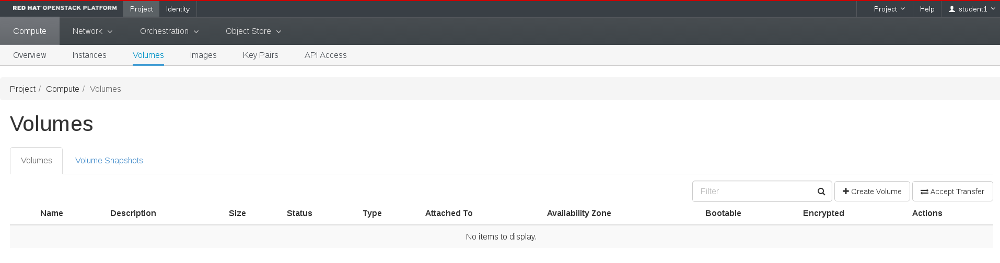 RED HAT OPENSTACK PLATFORM Project Identity Project Help student1
Compute Network Orchestration Object Store
Overview Instances Volumes Images Key Pairs API Access
Project / Compute / Volumes
Volumes
Volumes Volume Snapshots
Filter Create Volume Accept Transfer
Name Description Size Status Type Attached To Availability Zone Bootable Encrypted Actions
No items to display.